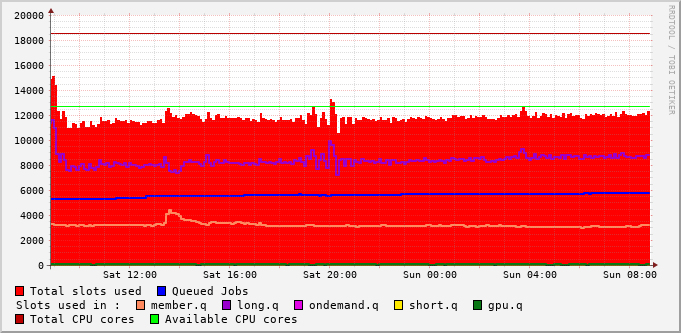 RRDTOOL / TOBI OETIKER
20000
18000
16000
14000
12000
10000
8000
6000
4000
2000
0
Sat 12:00 Sat 16:00 Sat 20:00 Sun 00:00 Sun 04:00 Sun 08:00
Total slots used Queued Jobs
Slots used in : member.q long.q ondemand.q short.q gpu.q
Total CPU cores Available CPU cores